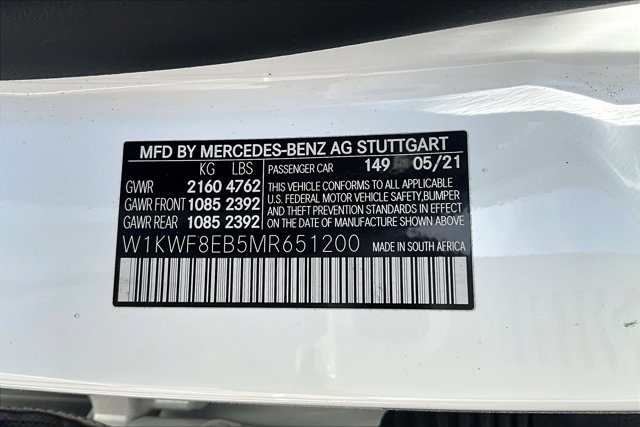 MFD BY MERCEDES-BENZ AG STUTTGART
KG LBS PASSENGER CAR 149 05/21
GVWR 2160 4762
GAWR FRONT 1085 2392
GAWR REAR 1085 2392
THIS VEHICLE CONFORMS TO ALL APPLICABLE
U.S. FEDERAL MOTOR VEHICLE SAFETY,BUMPER
AND THEFT PREVENTION STANDARDS IN EFFECT
ON THE DATE OF MANUFACTURE SHOWN ABOVE
W1KWF8EB5MR651200 MADE IN SOUTH AFRICA